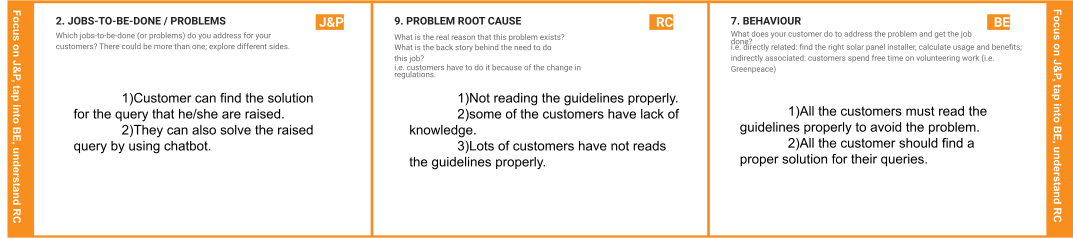 Focus on J&P, tap into BE, understand RC
2. JOBS-TO-BE-DONE / PROBLEMS
J&P
Which jobs-to-be-done (or problems) do you address for your
customers? There could be more than one; explore different sides.
1)Customer can find the solution
for the query that he/she are raised.
2)They can also solve the raised
query by using chatbot.
9. PROBLEM ROOT CAUSE
RC
What is the real reason that this problem exists?
What is the back story behind the need to do
this job?
i.e. customers have to do it because of the change in
regulations.
1)Not reading the guidelines properly.
2)some of the customers have lack of
knowledge.
3)Lots of customers have not reads
the guidelines properly.
7. BEHAVIOUR
BE
What does your customer do to address the problem and get the job
done?
i.e. directly related: find the right solar panel installer, calculate usage and benefits;
indirectly associated: customers spend free time on volunteering work (i.e.
Greenpeace)
1)All the customers must read the
guidelines properly to avoid the problem.
2)All the customer should find a
proper solution for their queries.
Focus on J&P, tap into BE, understand RC